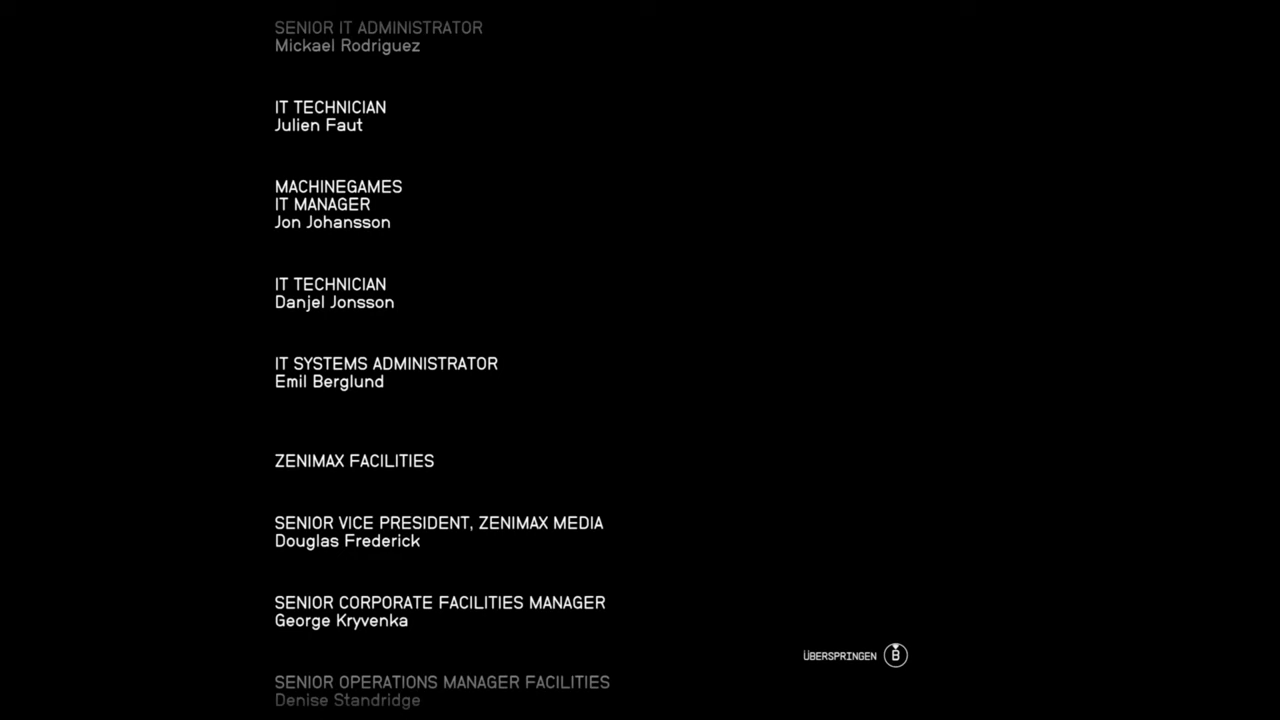 SENIOR IT ADMINISTRATOR
Mickael Rodriguez
IT TECHNICIAN
Julien Faut
MACHINEGAMES
IT MANAGER
Jon Johansson
IT TECHNICIAN
Danjel Jonsson
IT SYSTEMS ADMINISTRATOR
Emil Berglund
ZENIMAX FACILITIES
SENIOR VICE PRESIDENT, ZENIMAX MEDIA
Douglas Frederick
SENIOR CORPORATE FACILITIES MANAGER
George Kryvenka
ÜBERSPRINGEN B
SENIOR OPERATIONS MANAGER FACILITIES
Denise Standridge